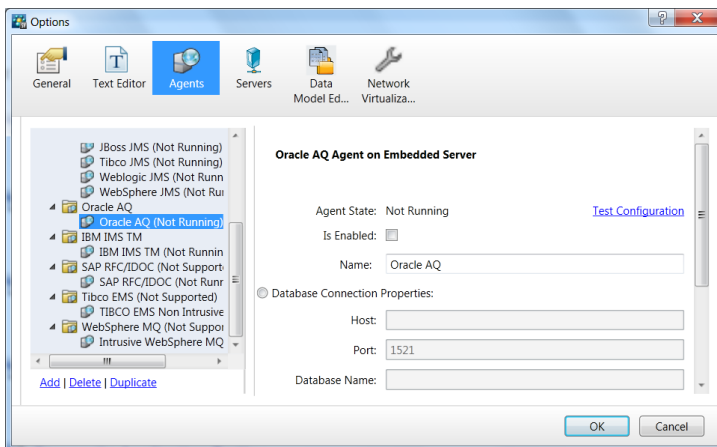 Options
General
Text Editor
Agents
Servers
Data
Model Ed...
Network
Virtualiza...
JBoss JMS (Not Running)
Tibco JMS (Not Running)
Weblogic JMS (Not Runn
WebSphere JMS (Not Ru
Oracle AQ
Oracle AQ (Not Running)
IBM IMS TM
IBM IMS TM (Not Runnin
SAP RFC/IDOC (Not Support
SAP RFC/IDOC (Not Runr
Tibco EMS (Not Supported)
TIBCO EMS Non Intrusive
WebSphere MQ (Not Suppor
Intrusive WebSphere MQ
Add | Delete | Duplicate
Oracle AQ Agent on Embedded Server
Agent State: Not Running Test Configuration
Is Enabled:
Name: Oracle AQ
Database Connection Properties:
Host:
Port: 1521
Database Name:
OK Cancel